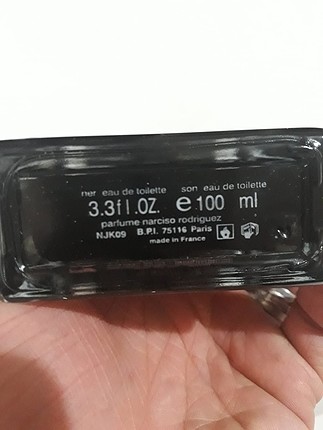 her eau de toilette son eau de toilette
3.3fl.OZ. e 100 ml
parfume narciso rodriguez
NJK09 B.P.I. 75116 Paris
made in France